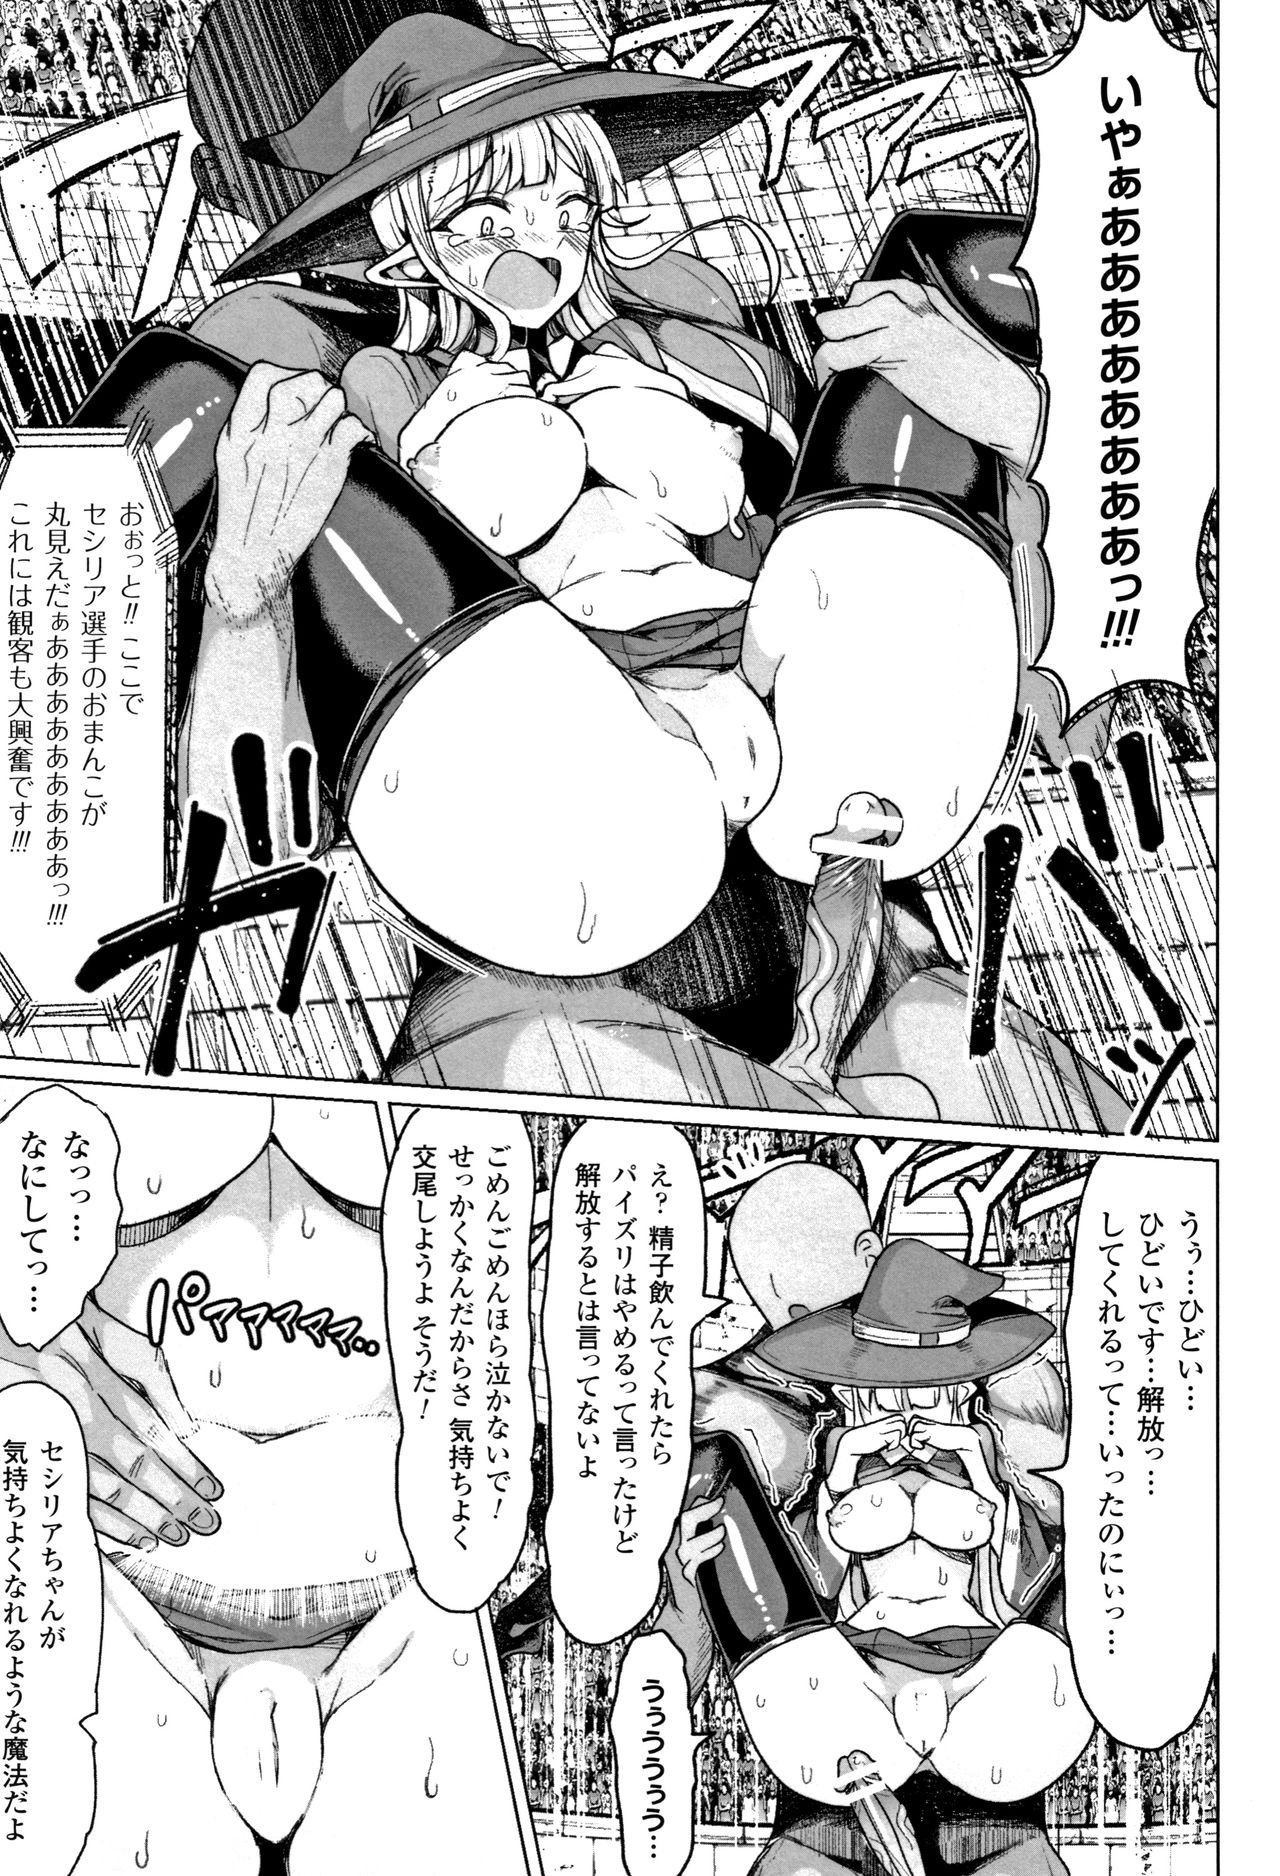 いやぁああああああああっ!!!
ワアアア
おぉっと!! ここで
セシリア選手のおまんこが
丸見えだぁあああああああっ!!!
これには観客も大興奮です!!!
ガバッ
うぅ…ひどい…
ひどいです…解放っ…
してくれるって…いったのにぃっ…
え? 精子飲んでくれたら
パイズリはやめるって言ったけど
解放するとは言ってないよ
うぅうぅぅう…
ごめんごめんほら泣かないで!
せっかくなんだからさ 気持ちよく
交尾しようよ そうだ!
パァァァァァ…
なっっ…
なにしてっ…
セシリアちゃんが
気持ちよくなれるような魔法だよ